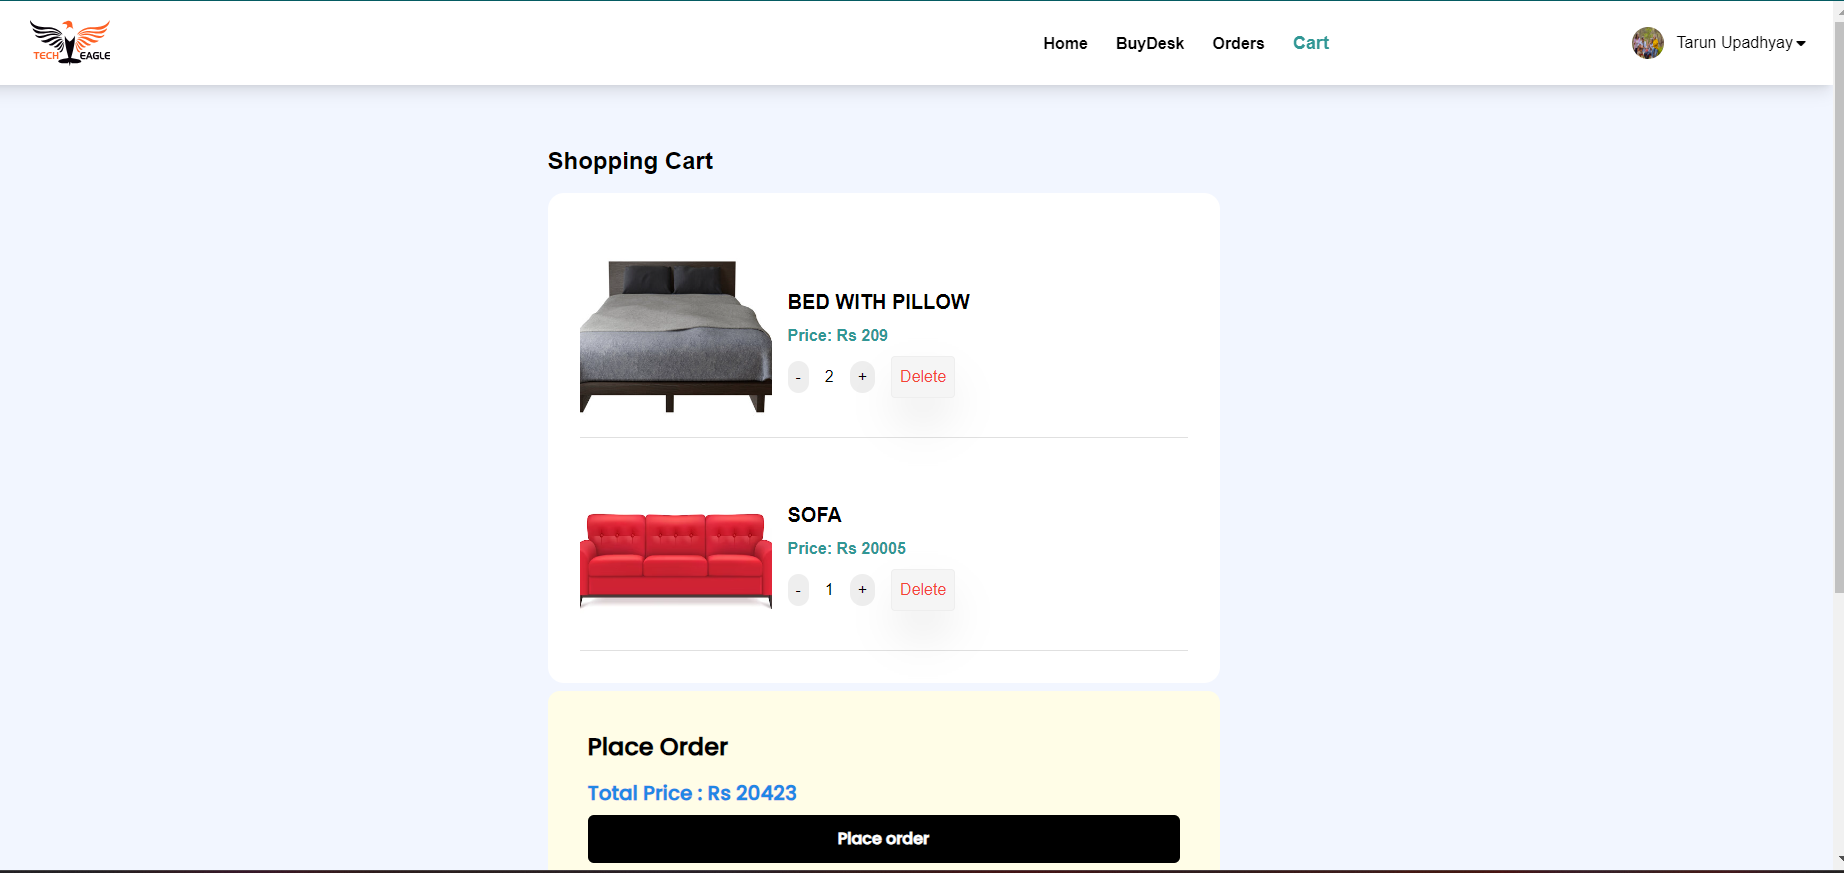 TECH EAGLE
Home BuyDesk Orders Cart
Tarun Upadhyay
Shopping Cart
BED WITH PILLOW
Price: Rs 209
- 2 + Delete
SOFA
Price: Rs 20005
- 1 + Delete
Place Order
Total Price : Rs 20423
Place order